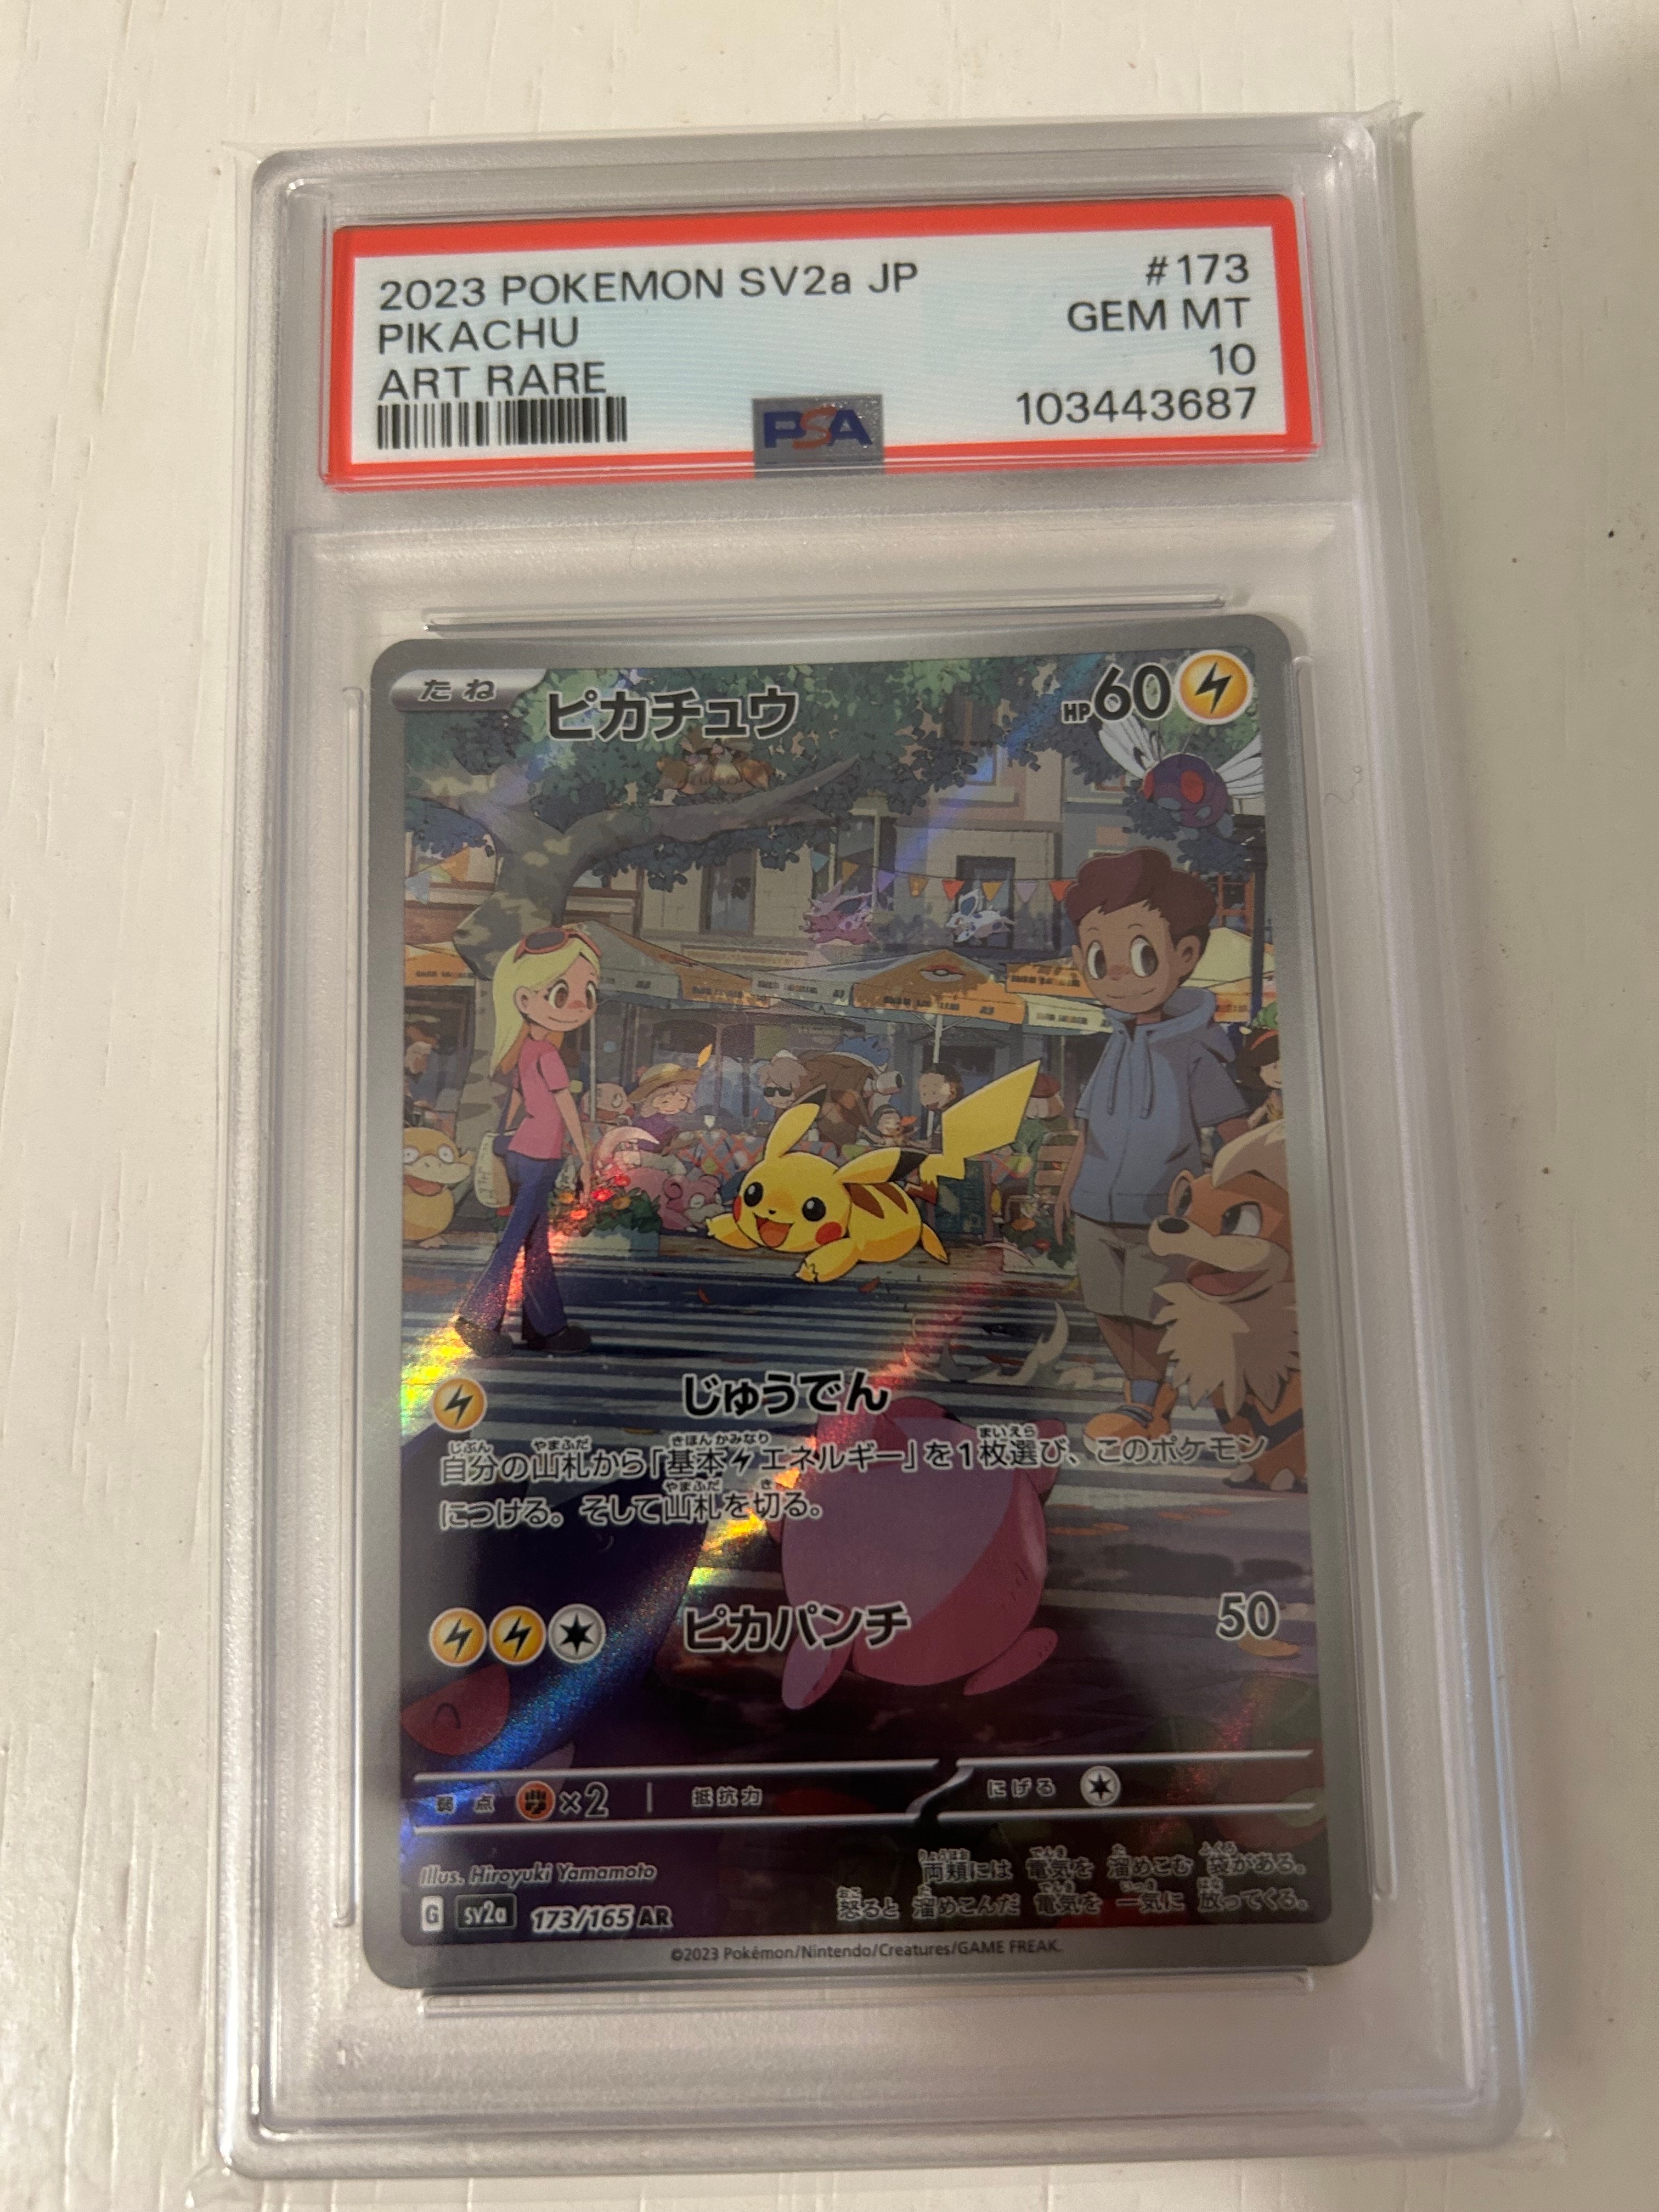 2023 POKEMON SV2a JP #173
PIKACHU GEM MT
ART RARE 10
PSA 103443687
たね ピカチュウ HP60
じゅうでん
自分の山札から「基本エネルギー」を1枚選び、このポケモン
につける。そして山札を切る。
ピカパンチ 50
弱点 ×2 抵抗力 にげる
Illus. Hiroyuki Yamamoto
両頬には 電気を 溜めこむ 袋がある。
怒ると 溜めこんだ 電気を 一気に 放ってくる。
G sv2a 173/165 AR
©2023 Pokémon/Nintendo/Creatures/GAME FREAK.